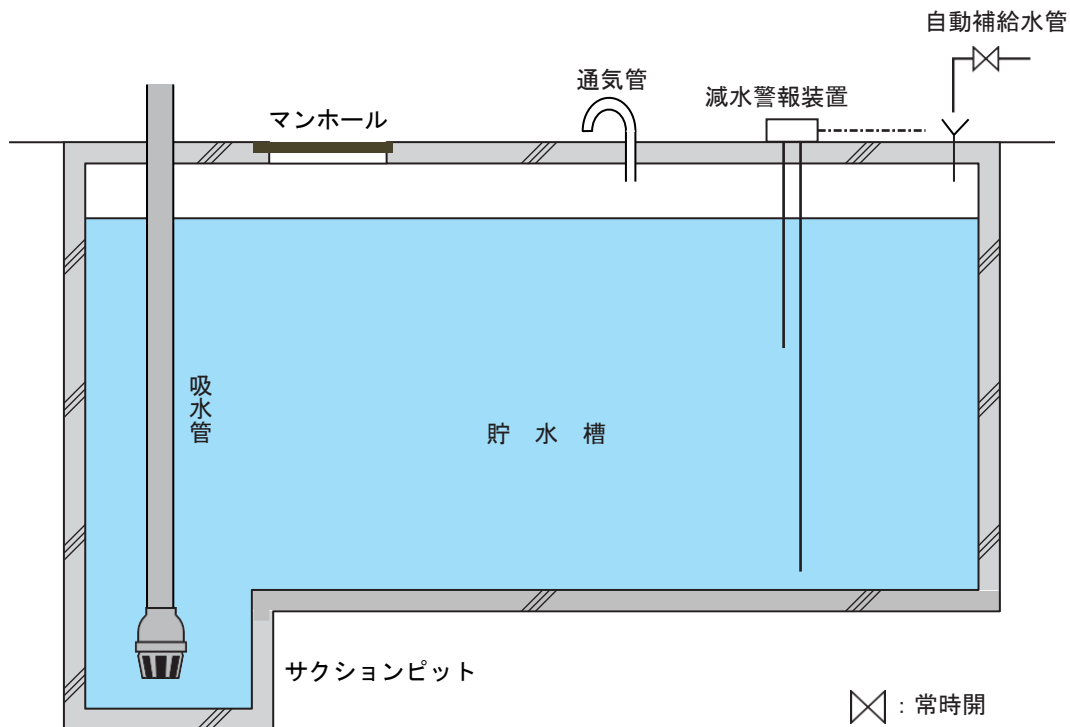 自動補給水管
通気管
減水警報装置
マンホール
吸水管
貯水槽
サクションピット
：常時開